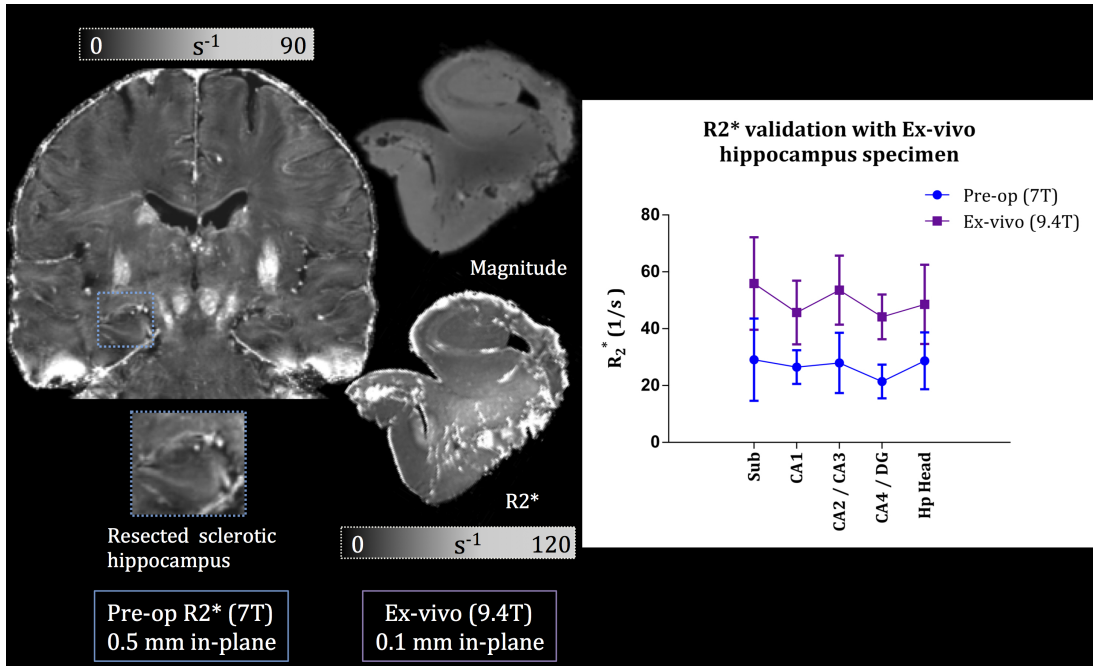 0 s-1 90
Magnitude
R2*
0 s-1 120
Resected sclerotic
hippocampus
Pre-op R2* (7T)
0.5 mm in-plane
Ex-vivo (9.4T)
0.1 mm in-plane
R2* validation with Ex-vivo
hippocampus specimen
Pre-op (7T)
Ex-vivo (9.4T)
R2* (1/s )
80
60
40
20
0
Sub
CA1
CA2 / CA3
CA4 / DG
Hp Head